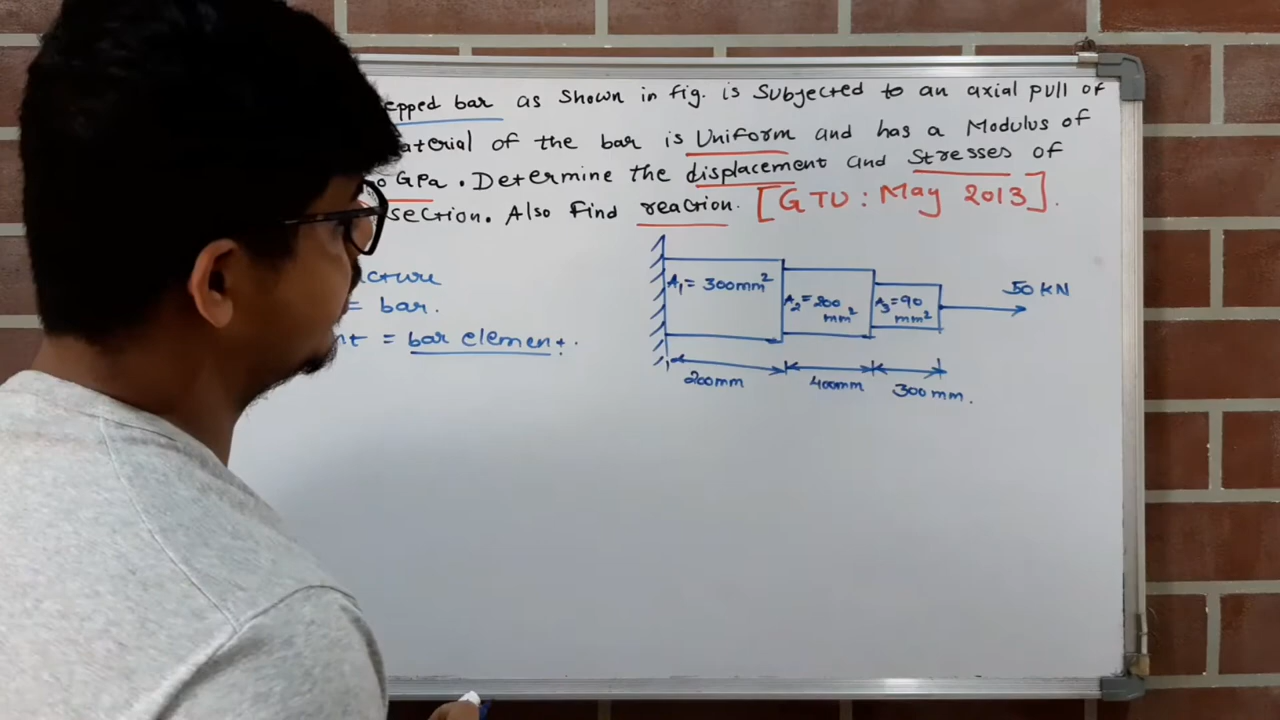 epped bar as shown in fig. is Subjected to an axial pull of
aterial of the bar is Uniform and has a Modulus of
GPa. Determine the displacement and Stresses of
section. Also Find reaction. [GTU: May 2013].
cture
= bar.
nt = bar element.
A₁ = 300mm²
A₂ = 200 mm²
A₃ = 90 mm²
50 KN
200mm
400mm
300mm.